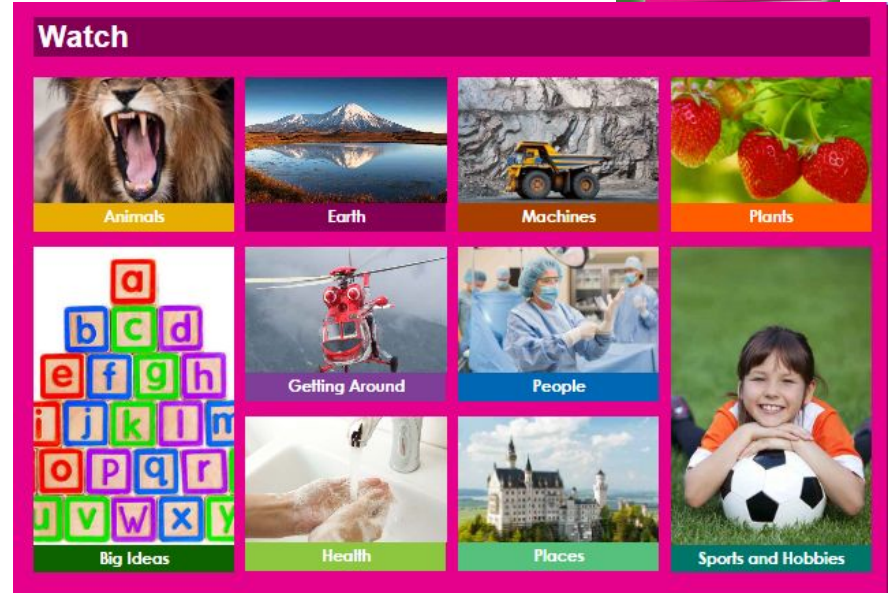 Watch
Animals
Earth
Machines
Plants
a
b c d
e f g h
i j k l m
o p q r
u v w x y
Big Ideas
Getting Around
People
Health
Places
Sports and Hobbies